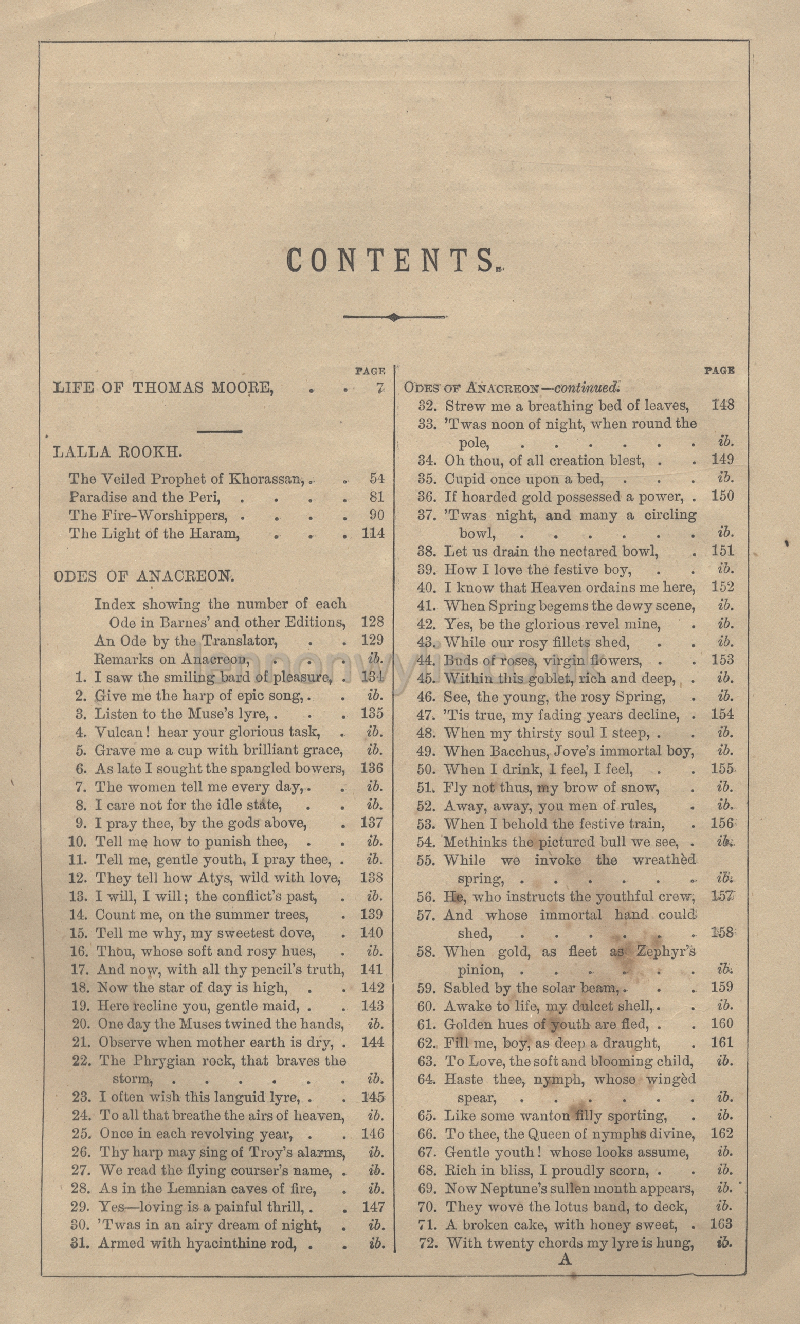 CONTENTS.
PAGE
LIFE OF THOMAS MOORE, . . 7
LALLA ROOKH.
The Veiled Prophet of Khorassan, . . 54
Paradise and the Peri, . . . . 81
The Fire-Worshippers, . . . . 90
The Light of the Haram, . . . 114
ODES OF ANACREON.
Index showing the number of each
Ode in Barnes' and other Editions, 128
An Ode by the Translator, . . 129
Remarks on Anacreon, . . . ib.
1. I saw the smiling bard of pleasure, . 134
2. Give me the harp of epic song, . . ib.
3. Listen to the Muse's lyre, . . . 135
4. Vulcan! hear your glorious task, . ib.
5. Grave me a cup with brilliant grace, ib.
6. As late I sought the spangled bowers, 136
7. The women tell me every day, . . ib.
8. I care not for the idle state, . . ib.
9. I pray thee, by the gods above, . 137
10. Tell me how to punish thee, . . ib.
11. Tell me, gentle youth, I pray thee, . ib.
12. They tell how Atys, wild with love, 138
13. I will, I will; the conflict's past, . ib.
14. Count me, on the summer trees, . 139
15. Tell me why, my sweetest dove, . 140
16. Thou, whose soft and rosy hues, . ib.
17. And now, with all thy pencil's truth, 141
18. Now the star of day is high, . . 142
19. Here recline you, gentle maid, . . 143
20. One day the Muses twined the hands, ib.
21. Observe when mother earth is dry, . 144
22. The Phrygian rock, that braves the
storm, . . . . . . ib.
23. I often wish this languid lyre, . . 145
24. To all that breathe the airs of heaven, ib.
25. Once in each revolving year, . . 146
26. Thy harp may sing of Troy's alarms, ib.
27. We read the flying courser's name, . ib.
28. As in the Lemnian caves of fire, . ib.
29. Yes—loving is a painful thrill, . . 147
30. 'Twas in an airy dream of night, . ib.
31. Armed with hyacinthine rod, . . ib.
PAGE
ODES OF ANACREON—continued.
32. Strew me a breathing bed of leaves, 148
33. 'Twas noon of night, when round the
pole, . . . . . . ib.
34. Oh thou, of all creation blest, . . 149
35. Cupid once upon a bed, . . . ib.
36. If hoarded gold possessed a power, . 150
37. 'Twas night, and many a circling
bowl, . . . . . . ib.
38. Let us drain the nectared bowl, . 151
39. How I love the festive boy, . . ib.
40. I know that Heaven ordains me here, 152
41. When Spring begems the dewy scene, ib.
42. Yes, be the glorious revel mine, . ib.
43. While our rosy fillets shed, . . ib.
44. Buds of roses, virgin flowers, . . 153
45. Within this goblet, rich and deep, . ib.
46. See, the young, the rosy Spring, . ib.
47. 'Tis true, my fading years decline, . 154
48. When my thirsty soul I steep, . . ib.
49. When Bacchus, Jove's immortal boy, ib.
50. When I drink, I feel, I feel, . . 155
51. Fly not thus, my brow of snow, . ib.
52. Away, away, you men of rules, . ib.
53. When I behold the festive train, . 156
54. Methinks the pictured bull we see, . ib.
55. While we invoke the wreathèd
spring, . . . . . . ib.
56. He, who instructs the youthful crew, 157
57. And whose immortal hand could
shed, . . . . . . 158
58. When gold, as fleet as Zephyr's
pinion, . . . . . . ib.
59. Sabled by the solar beam, . . . 159
60. Awake to life, my dulcet shell, . . ib.
61. Golden hues of youth are fled, . . 160
62. Fill me, boy, as deep a draught, . 161
63. To Love, the soft and blooming child, ib.
64. Haste thee, nymph, whose wingèd
spear, . . . . . . ib.
65. Like some wanton filly sporting, . ib.
66. To thee, the Queen of nymphs divine, 162
67. Gentle youth! whose looks assume, ib.
68. Rich in bliss, I proudly scorn, . . ib.
69. Now Neptune's sullen month appears, ib.
70. They wove the lotus band, to deck, ib.
71. A broken cake, with honey sweet, . 163
72. With twenty chords my lyre is hung, ib.
A